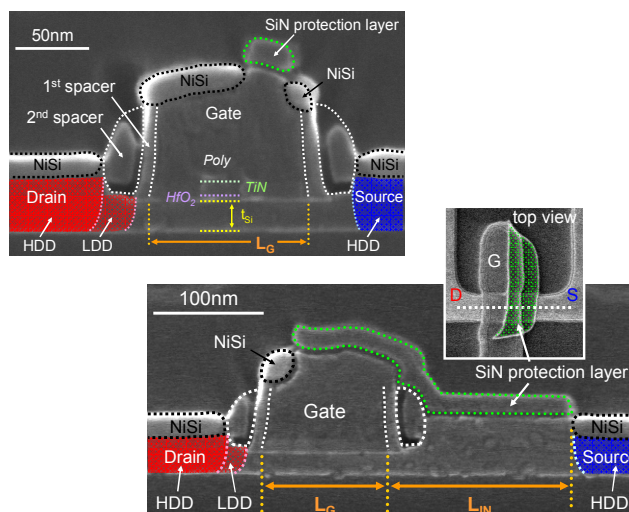 SiN protection layer
50nm
NiSi
NiSi
1st spacer
2nd spacer
Gate
Poly
TiN
HfO2
tSi
NiSi
NiSi
Drain
Source
HDD
LDD
LG
HDD
top view
G
D
S
SiN protection layer
100nm
NiSi
Gate
NiSi
NiSi
Drain
Sourc
HDD
LDD
LG
LIN
HDD